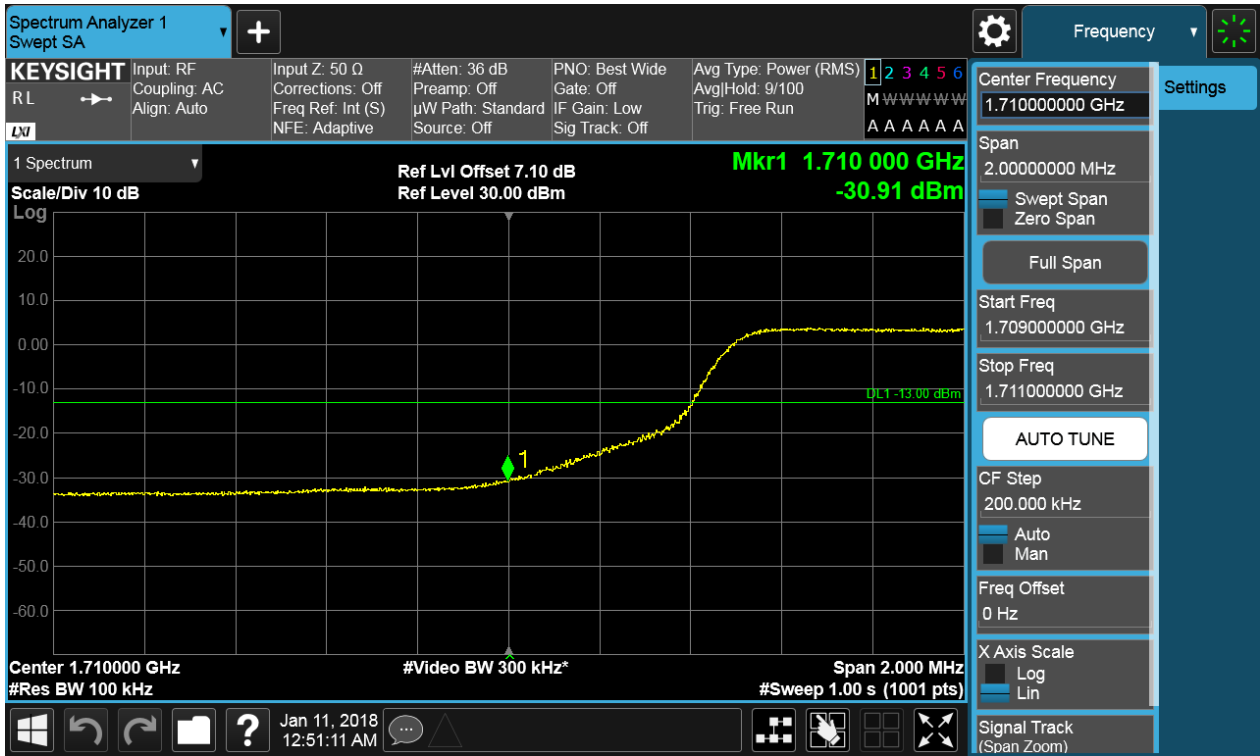 Spectrum Analyzer 1
Swept SA
+
Frequency
KEYSIGHT
R L
LXI
Input: RF
Coupling: AC
Align: Auto
Input Z: 50 Ω
Corrections: Off
Freq Ref: Int (S)
NFE: Adaptive
#Atten: 36 dB
Preamp: Off
µW Path: Standard
Source: Off
PNO: Best Wide
Gate: Off
IF Gain: Low
Sig Track: Off
Avg Type: Power (RMS)
Avg|Hold: 9/100
Trig: Free Run
1 2 3 4 5 6
M W W W W W
A A A A A A
1 Spectrum
Scale/Div 10 dB
Log
Ref Lvl Offset 7.10 dB
Ref Level 30.00 dBm
Mkr1 1.710 000 GHz
-30.91 dBm
20.0
10.0
0.00
-10.0
-20.0
-30.0
-40.0
-50.0
-60.0
DL1 -13.00 dBm
1
Center 1.710000 GHz
#Video BW 300 kHz*
Span 2.000 MHz
#Res BW 100 kHz
#Sweep 1.00 s (1001 pts)
Center Frequency
1.710000000 GHz
Span
2.00000000 MHz
Swept Span
Zero Span
Full Span
Start Freq
1.709000000 GHz
Stop Freq
1.711000000 GHz
AUTO TUNE
CF Step
200.000 kHz
Auto
Man
Freq Offset
0 Hz
X Axis Scale
Log
Lin
Signal Track
(Span Zoom)
Settings
?
Jan 11, 2018
12:51:11 AM